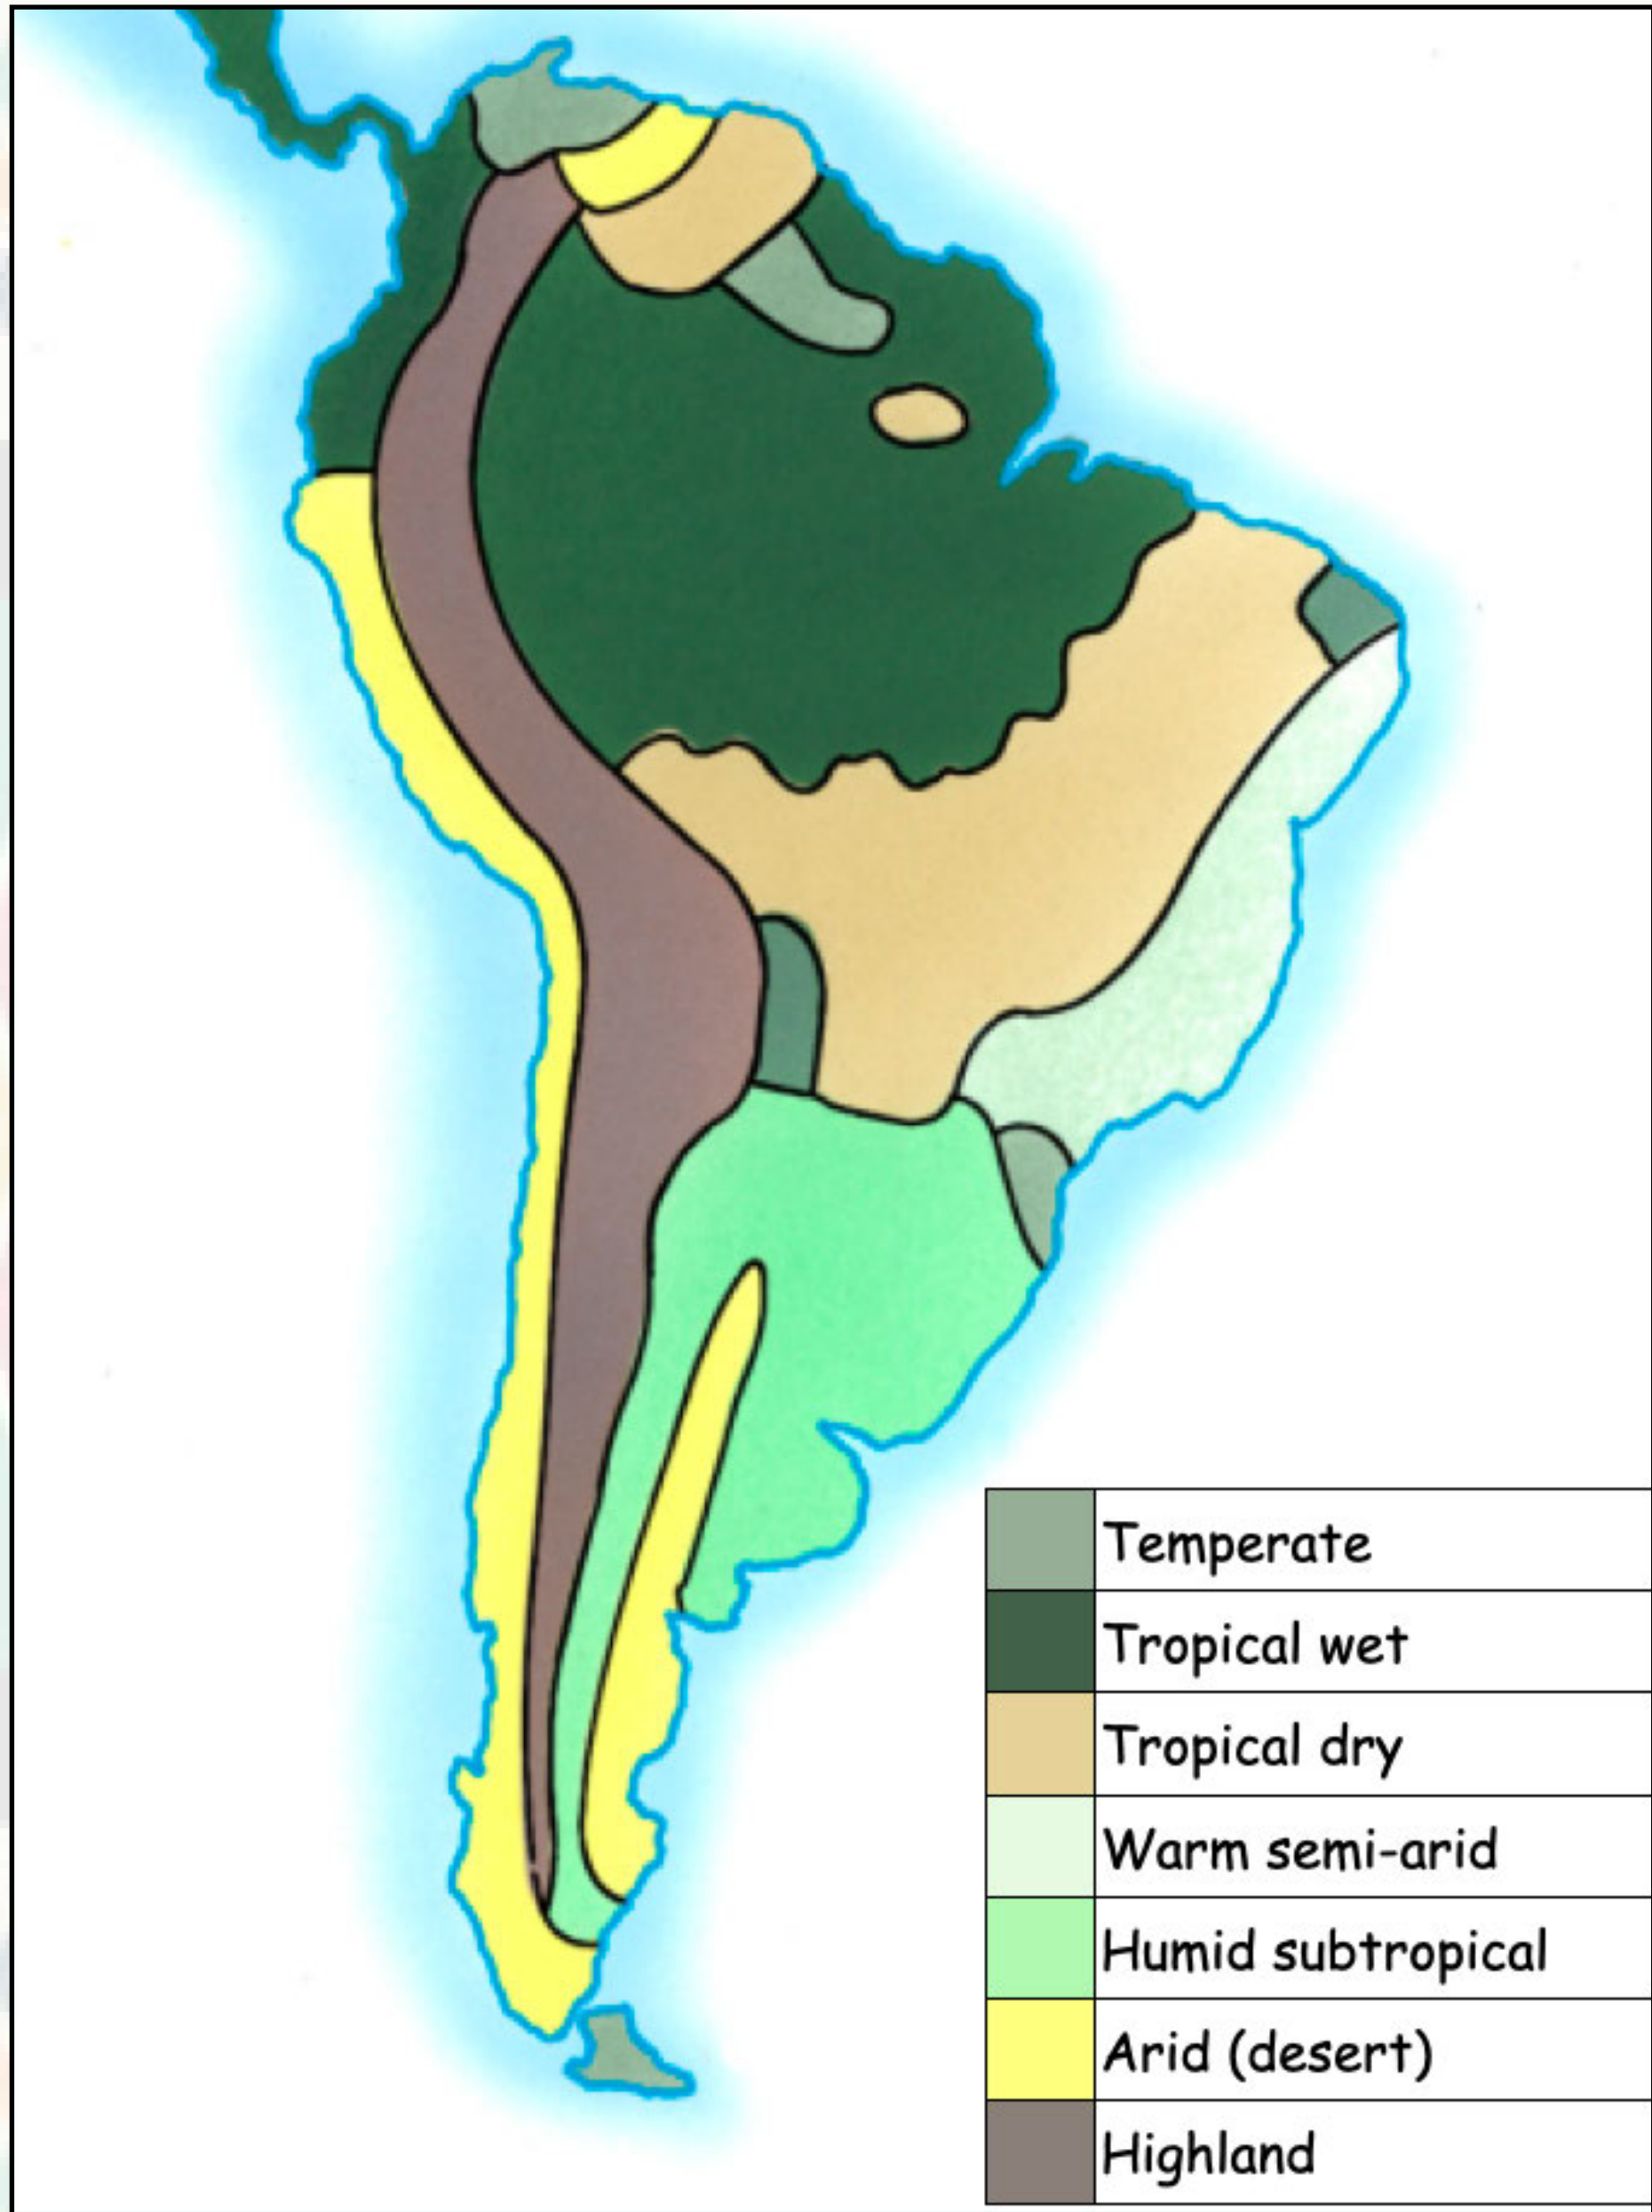 Temperate
Tropical wet
Tropical dry
Warm semi-arid
Humid subtropical
Arid (desert)
Highland